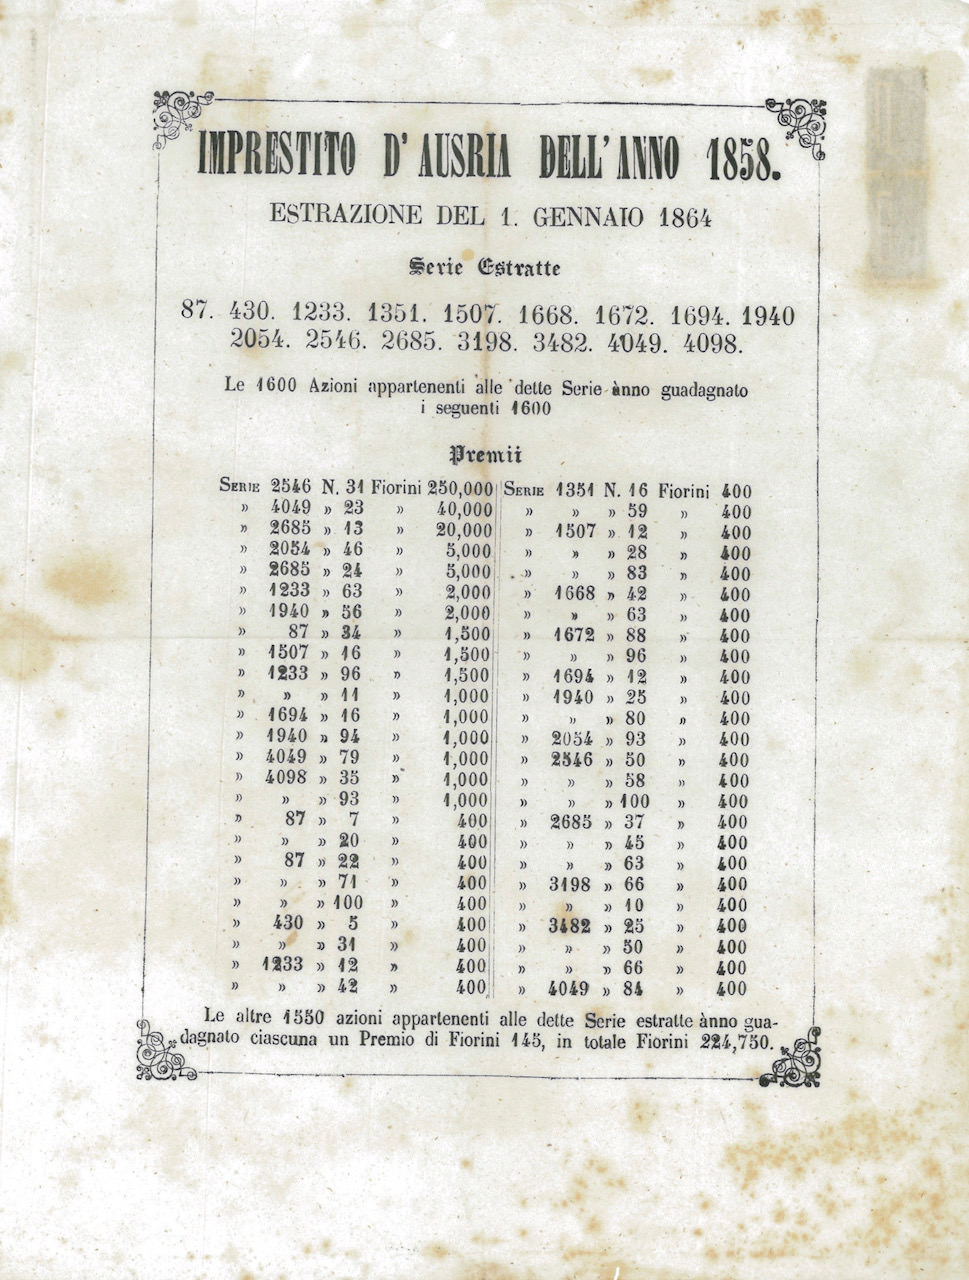 IMPRESTITO D'AUSRIA DELL'ANNO 1858.
ESTRAZIONE DEL 1. GENNAIO 1864
Serie Estratte
87. 430. 1233. 1351. 1507. 1668. 1672. 1694. 1940
2054. 2546. 2685. 3198. 3482. 4049. 4098.
Le 1600 Azioni appartenenti alle dette Serie ànno guadagnato
i seguenti 1600
Premii
SERIE 2546 N. 31 Fiorini 250,000
» 4049 » 23 » 40,000
» 2685 » 13 » 20,000
» 2054 » 46 » 5,000
» 2685 » 24 » 5,000
» 1233 » 63 » 2,000
» 1940 » 56 » 2,000
» 87 » 34 » 1,500
» 1507 » 16 » 1,500
» 1233 » 96 » 1,500
» » » 11 » 1,000
» 1694 » 16 » 1,000
» 1940 » 94 » 1,000
» 4049 » 79 » 1,000
» 4098 » 35 » 1,000
» » » 93 » 1,000
» 87 » 7 » 400
» » » 20 » 400
» 87 » 22 » 400
» » » 71 » 400
» » » 100 » 400
» 430 » 5 » 400
» » » 31 » 400
» 1233 » 12 » 400
» » » 42 » 400
SERIE 1351 N. 16 Fiorini 400
» » » 59 » 400
» 1507 » 12 » 400
» » » 28 » 400
» » » 83 » 400
» 1668 » 42 » 400
» » » 63 » 400
» 1672 » 88 » 400
» » » 96 » 400
» 1694 » 12 » 400
» 1940 » 25 » 400
» » » 80 » 400
» 2054 » 93 » 400
» 2546 » 50 » 400
» » » 58 » 400
» » » 100 » 400
» 2685 » 37 » 400
» » » 45 » 400
» » » 63 » 400
» 3198 » 66 » 400
» » » 10 » 400
» 3482 » 25 » 400
» » » 50 » 400
» » » 66 » 400
» 4049 » 84 » 400
Le altre 1550 azioni appartenenti alle dette Serie estratte ànno gua-
dagnato ciascuna un Premio di Fiorini 145, in totale Fiorini 224,750.